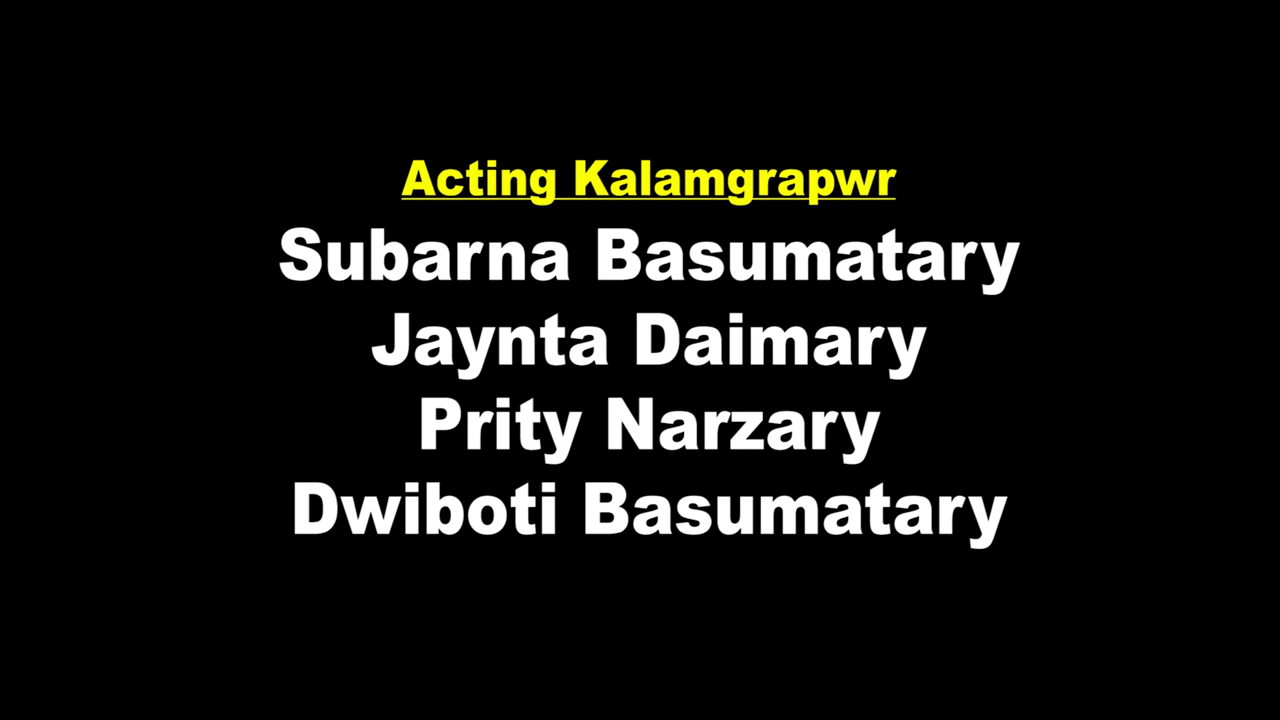 Acting Kalamgrapwr
Subarna Basumatary
Jaynta Daimary
Prity Narzary
Dwiboti Basumatary